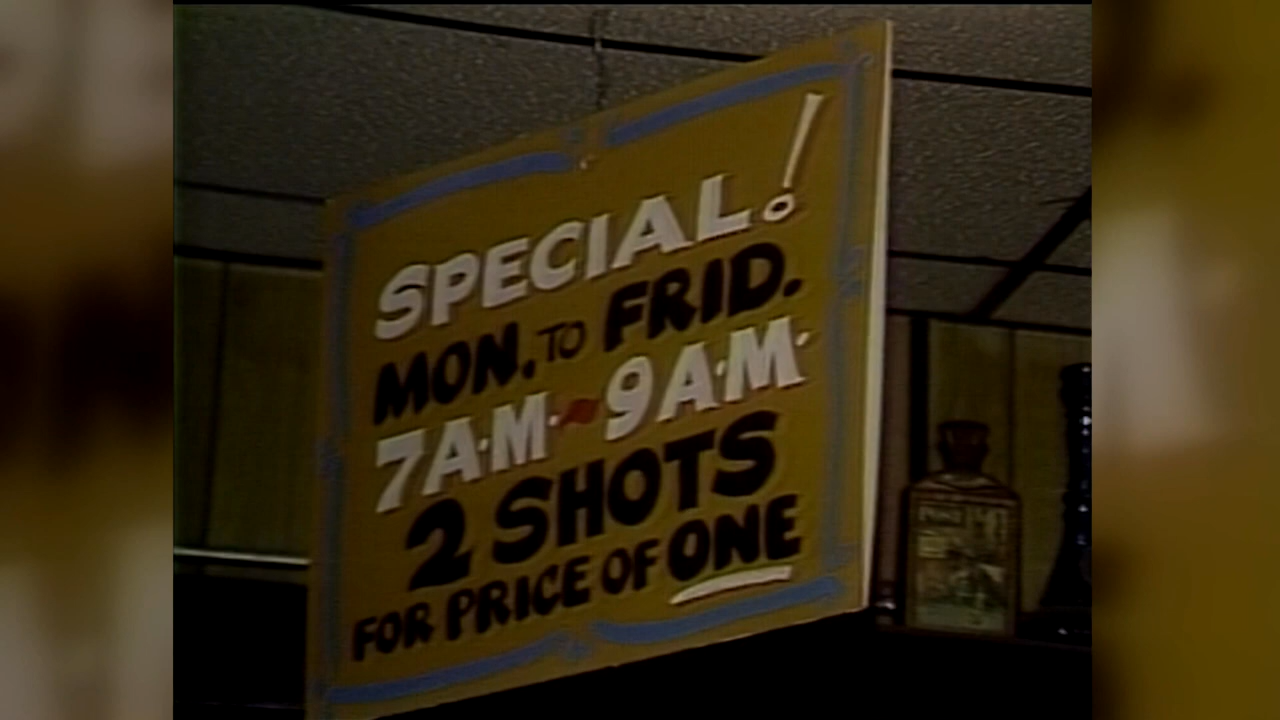 SPECIAL!
MON. TO FRID.
7A·M· - 9A·M·
2 SHOTS
FOR PRICE OF ONE